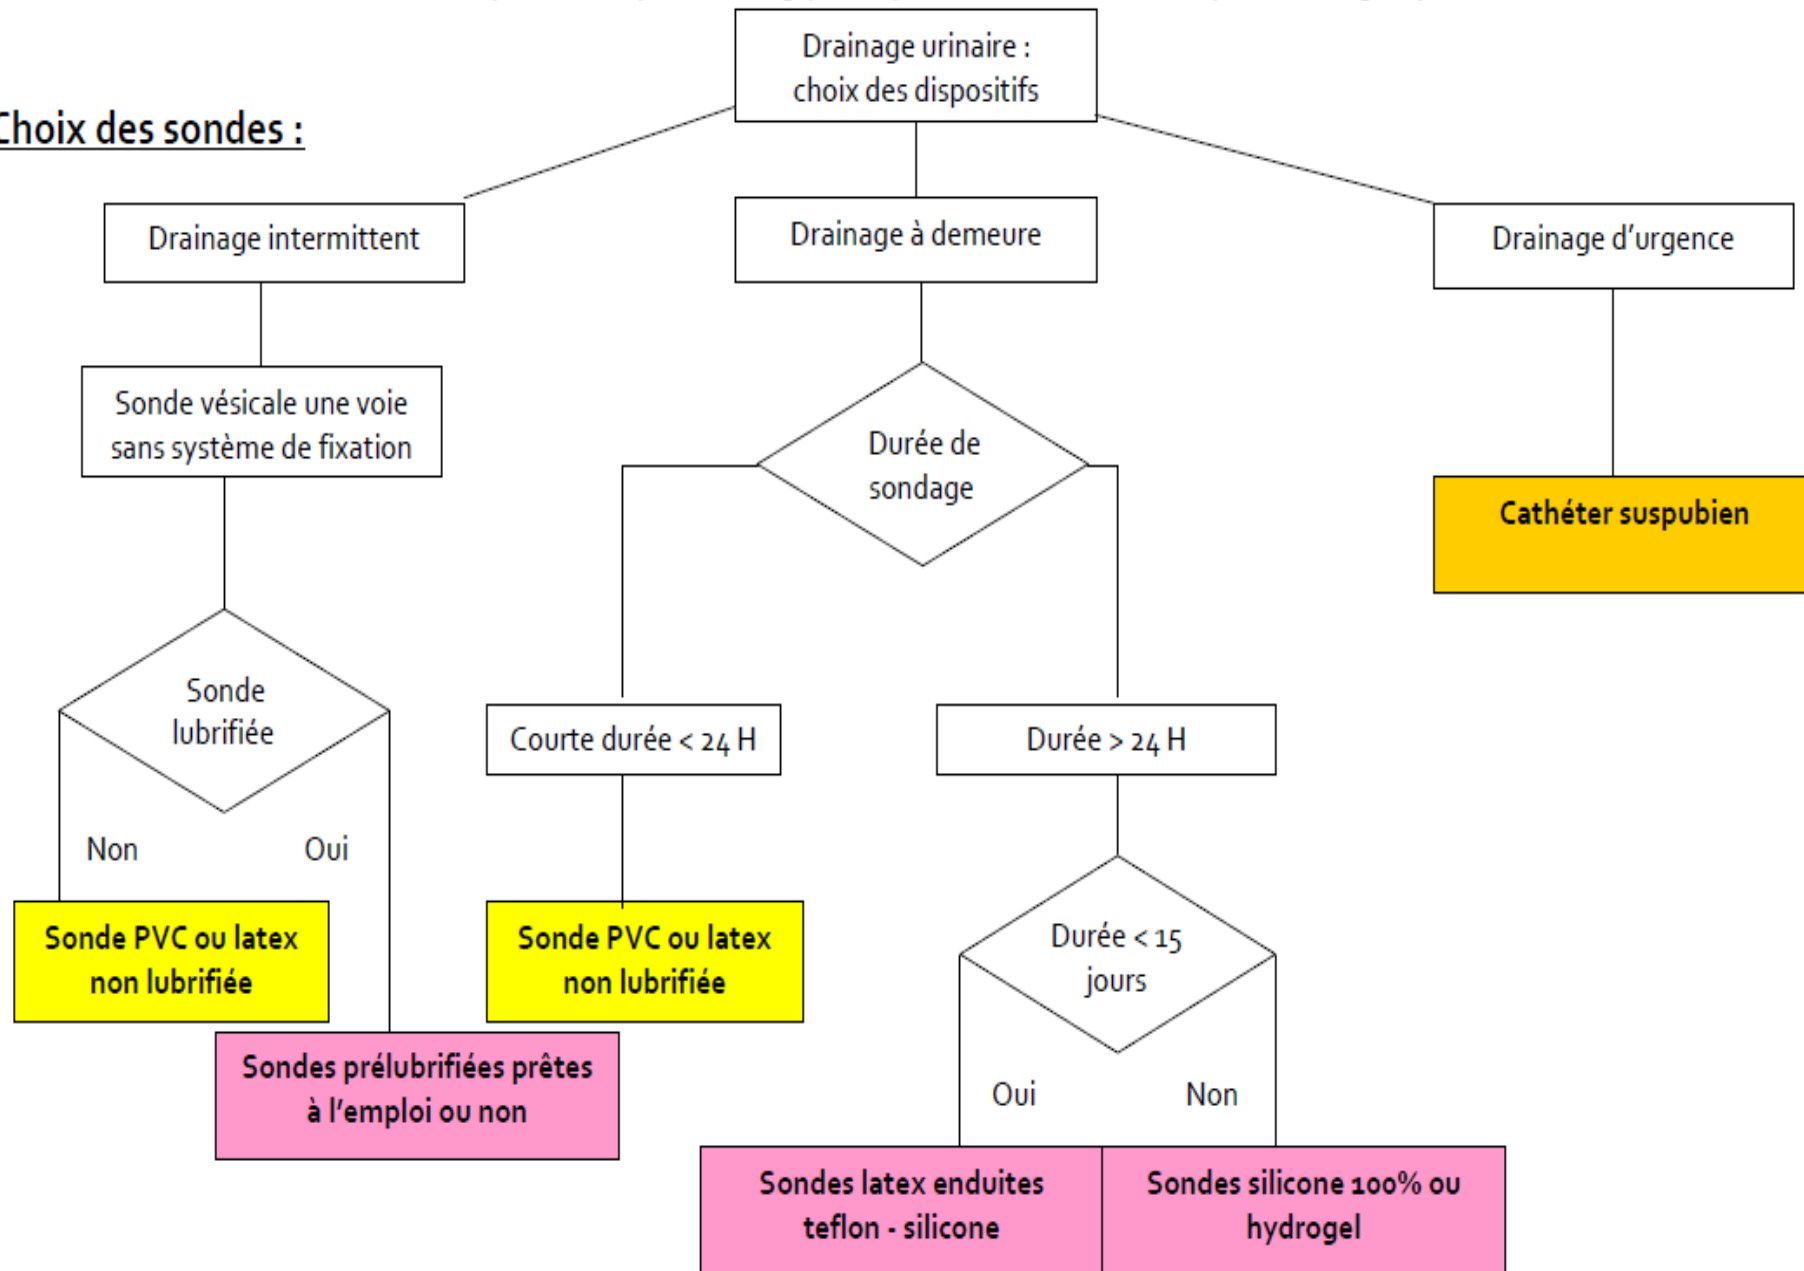 Drainage urinaire :
choix des dispositifs
Choix des sondes :
Drainage intermittent
Drainage à demeure
Drainage d'urgence
Sonde vésicale une voie
sans système de fixation
Durée de
sondage
Cathéter suspubien
Sonde
lubrifiée
Courte durée < 24 H
Durée > 24 H
Non
Oui
Sonde PVC ou latex
non lubrifiée
Sonde PVC ou latex
non lubrifiée
Durée < 15
jours
Sondes prélubrifiées prêtes
à l'emploi ou non
Oui
Non
Sondes latex enduites
teflon - silicone
Sondes silicone 100% ou
hydrogel